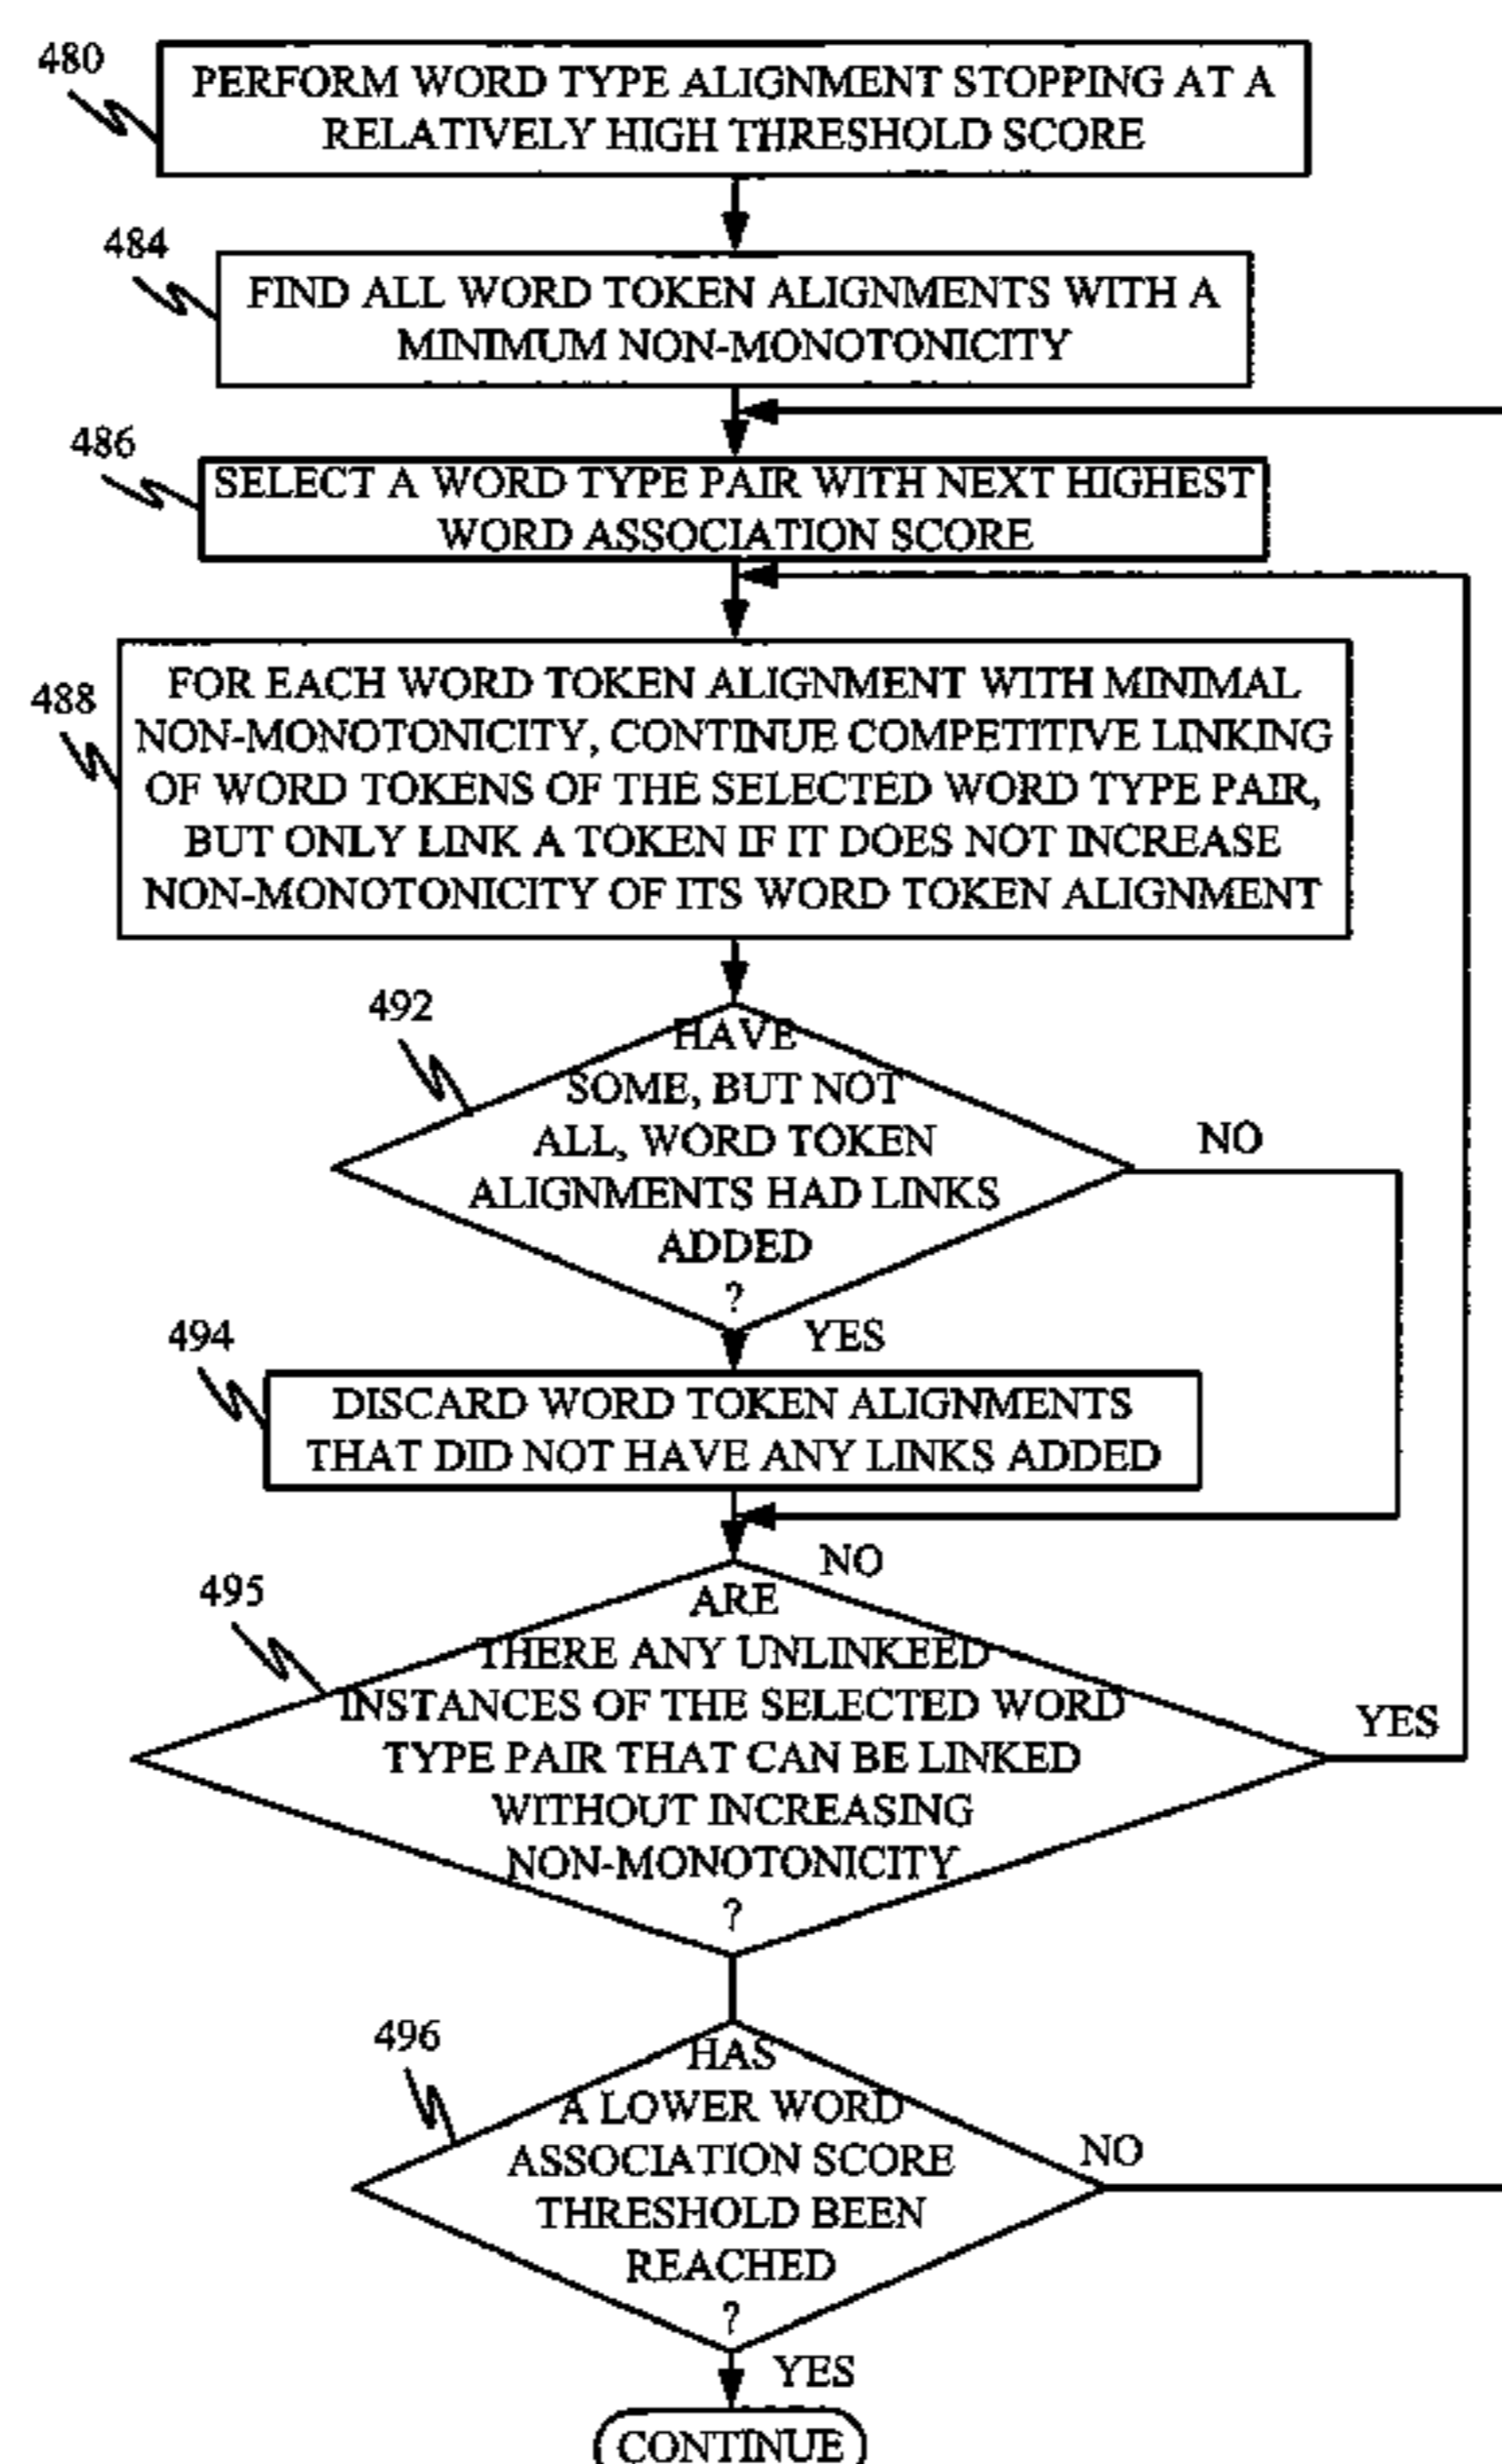 480
PERFORM WORD TYPE ALIGNMENT STOPPING AT A
RELATIVELY HIGH THRESHOLD SCORE
484
FIND ALL WORD TOKEN ALIGNMENTS WITH A
MINIMUM NON-MONOTONICITY
486
SELECT A WORD TYPE PAIR WITH NEXT HIGHEST
WORD ASSOCIATION SCORE
488
FOR EACH WORD TOKEN ALIGNMENT WITH MINIMAL
NON-MONOTONICITY, CONTINUE COMPETITIVE LINKING
OF WORD TOKENS OF THE SELECTED WORD TYPE PAIR,
BUT ONLY LINK A TOKEN IF IT DOES NOT INCREASE
NON-MONOTONICITY OF ITS WORD TOKEN ALIGNMENT
492
HAVE
SOME, BUT NOT
ALL, WORD TOKEN
ALIGNMENTS HAD LINKS
ADDED
?
NO
YES
494
DISCARD WORD TOKEN ALIGNMENTS
THAT DID NOT HAVE ANY LINKS ADDED
NO
495
ARE
THERE ANY UNLINKEED
INSTANCES OF THE SELECTED WORD
TYPE PAIR THAT CAN BE LINKED
WITHOUT INCREASING
NON-MONOTONICITY
?
YES
496
HAS
A LOWER WORD
ASSOCIATION SCORE
THRESHOLD BEEN
REACHED
?
NO
YES
CONTINUE